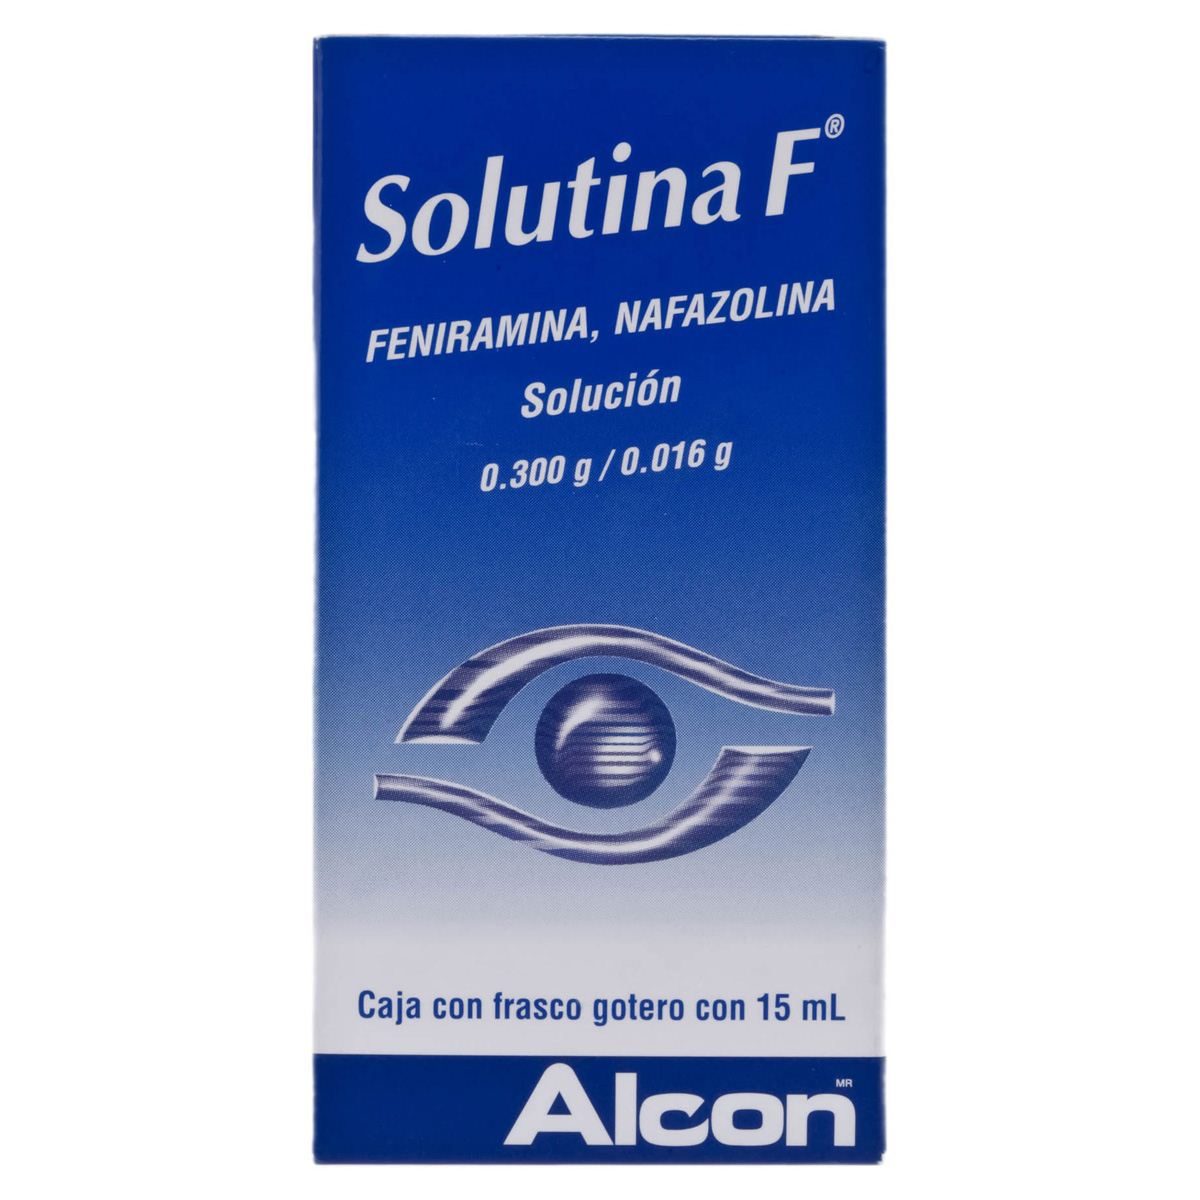 Solutina F®
FENIRAMINA, NAFAZOLINA
Solución
0.300 g / 0.016 g
Caja con frasco gotero con 15 mL
Alcon MR